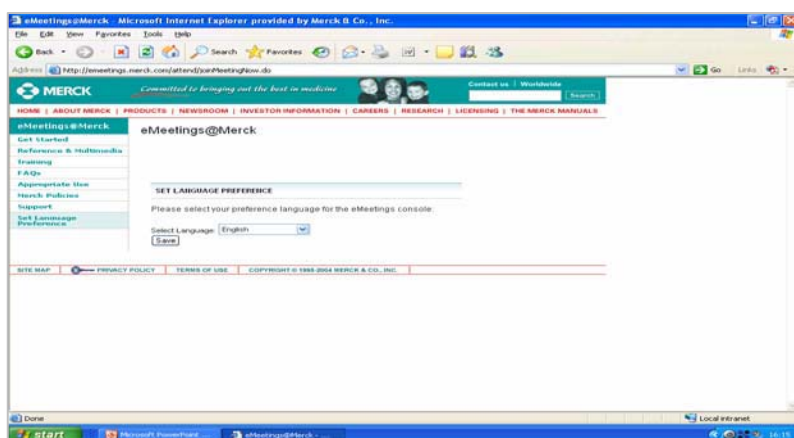 eMeetings@Merck - Microsoft Internet Explorer provided by Merck & Co., Inc.
File Edit View Favorites Tools Help
Back Search Favorites
Address http://emeetings.merck.com/attend/joinMeetingNow.do Go Links
MERCK Committed to bringing out the best in medicine Contact us | Worldwide
Search
HOME | ABOUT MERCK | PRODUCTS | NEWSROOM | INVESTOR INFORMATION | CAREERS | RESEARCH | LICENSING | THE MERCK MANUALS
eMeetings@Merck
Get Started
Reference & Multimedia
Training
FAQs
Appropriate Use
Merck Policies
Support
Set Language Preference
eMeetings@Merck
SET LANGUAGE PREFERENCE
Please select your preference language for the eMeetings console:
Select Language: English
Save
SITE MAP | PRIVACY POLICY | TERMS OF USE | COPYRIGHT © 1995-2004 MERCK & CO., INC. |
Done Local intranet
start Microsoft PowerPoint ... eMeetings@Merck - ... 16:15